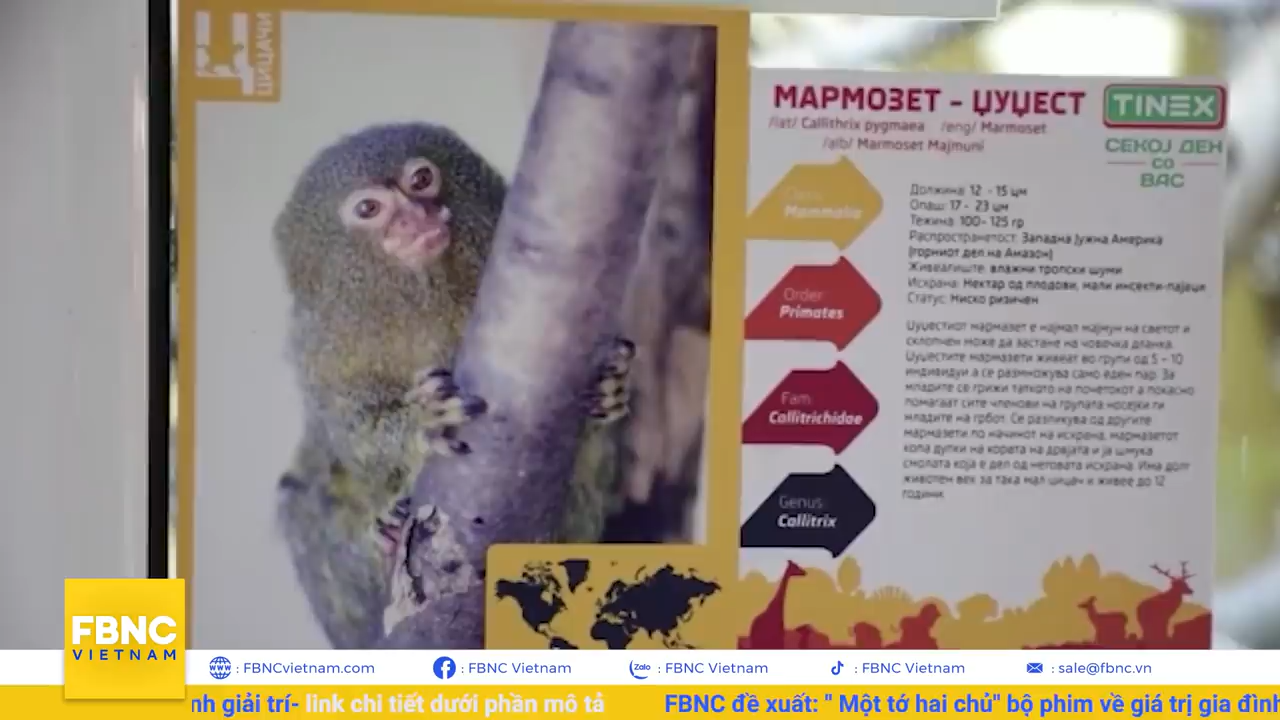 Ц
ЦИЦАЧИ
МАРМОЗЕТ - ЏУЏЕСТ
/lat/ Callithrix pygmaea /eng/ Marmoset
/alb/ Marmoset Majmuni
TINEX
СЕКОЈ ДЕН
СО
ВАС
Class:
Mammalia
Order:
Primates
Fam:
Callitrichidae
Genus:
Callitrix
Должина: 12 - 15 цм
Опаш: 17 - 23 цм
Тежина: 100- 125 гр
Распространетост: Западна Јужна Америка
(горниот дел на Амазон)
Живеалиште: влажни тропски шуми
Исхрана: Нектар од плодови, мали инсекти-пајаци
Статус: Ниско ризичен
Џуџестиот мармазет е најмал мајмун на светот и
склопчен може да застане на човечка дланка.
Џуџестите мармазети живеат во групи од 5 - 10
индивидуи а се размножува само еден пар. За
младите се грижи таткото на почетокот а покасно
помагаат сите членови на групата носејќи ги
младите на грбот. Се разликува од другите
мармазети по начинот на исхрана, мармазетот
копа дупки на кората на дрвјата и ја шмука
смолата која е дел од неговата исхрана. Има долг
животен век за така мал цицач и живее до 12
години.
FBNC
VIETNAM
: FBNCvietnam.com
: FBNC Vietnam
Zalo : FBNC Vietnam
: FBNC Vietnam
: sale@fbnc.vn
nh giải trí- link chi tiết dưới phần mô tả FBNC đề xuất: " Một tớ hai chủ" bộ phim về giá trị gia đình